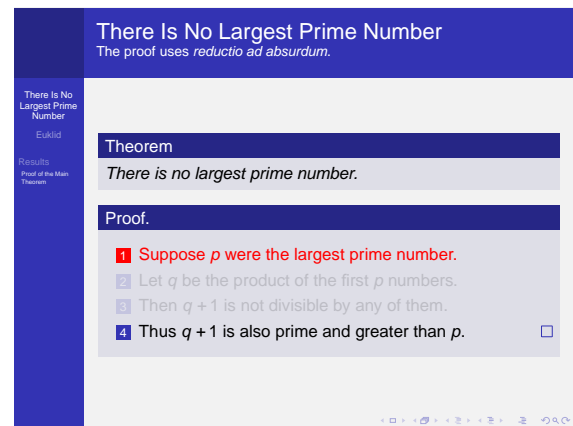 There Is No Largest Prime Number
The proof uses reductio ad absurdum.
There Is No
Largest Prime
Number
Euklid
Results
Proof of the Main
Theorem
Theorem
There is no largest prime number.
Proof.
1 Suppose p were the largest prime number.
2 Let q be the product of the first p numbers.
3 Then q + 1 is not divisible by any of them.
4 Thus q + 1 is also prime and greater than p.